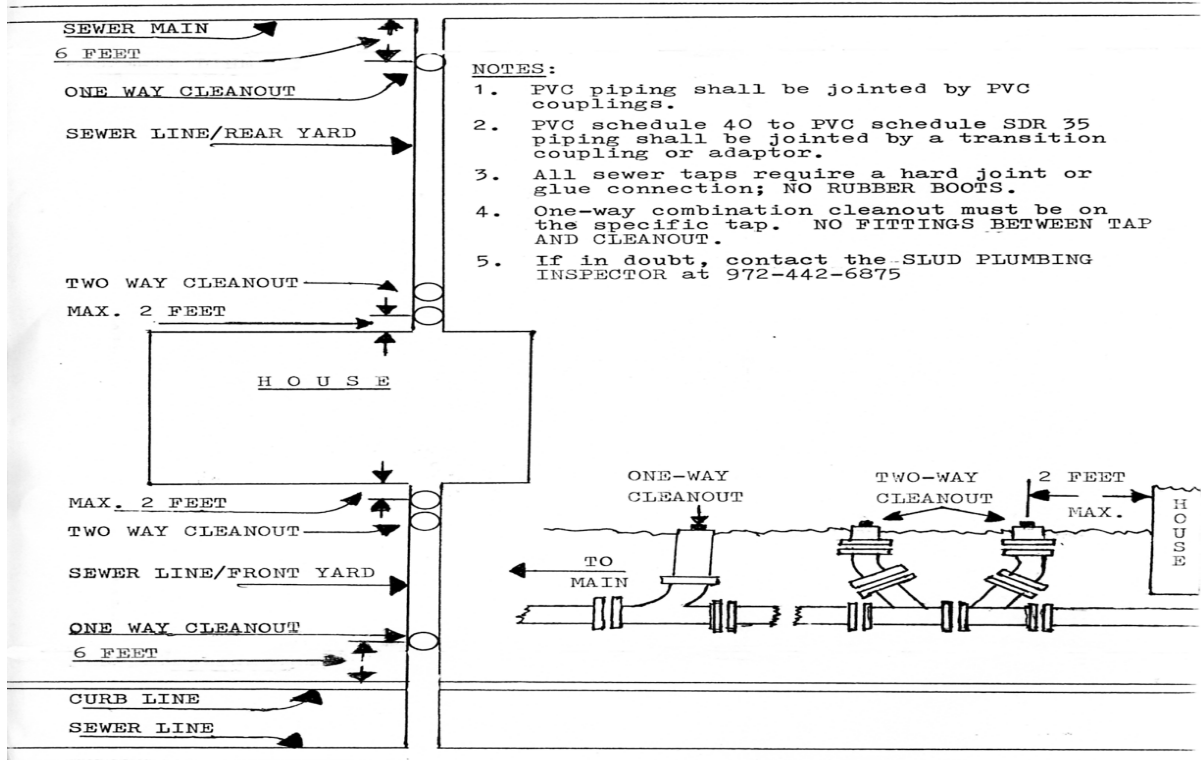 SEWER MAIN
6 FEET
ONE WAY CLEANOUT
SEWER LINE/REAR YARD
TWO WAY CLEANOUT
MAX. 2 FEET
H O U S E
MAX. 2 FEET
TWO WAY CLEANOUT
SEWER LINE/FRONT YARD
ONE WAY CLEANOUT
6 FEET
CURB LINE
SEWER LINE
NOTES:
1. PVC piping shall be jointed by PVC
couplings.
2. PVC schedule 40 to PVC schedule SDR 35
piping shall be jointed by a transition
coupling or adaptor.
3. All sewer taps require a hard joint or
glue connection; NO RUBBER BOOTS.
4. One-way combination cleanout must be on
the specific tap. NO FITTINGS BETWEEN TAP
AND CLEANOUT.
5. If in doubt, contact the SLUD PLUMBING
INSPECTOR at 972-442-6875
ONE-WAY
CLEANOUT
TWO-WAY
CLEANOUT
2 FEET
MAX.
HOUSE
TO
MAIN